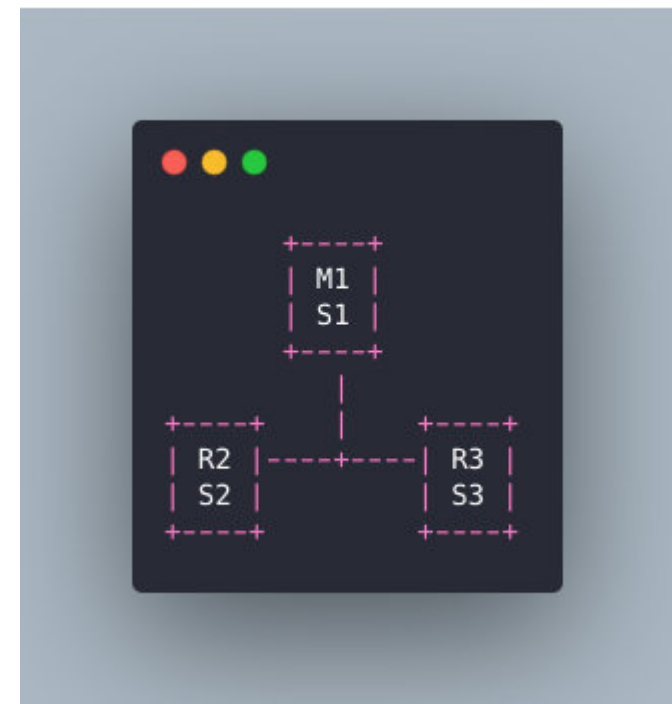 +----+
| M1 |
| S1 |
+----+
|
|
+----+ +----+
| R2 |----+----| R3 |
| S2 | | S3 |
+----+ +----+